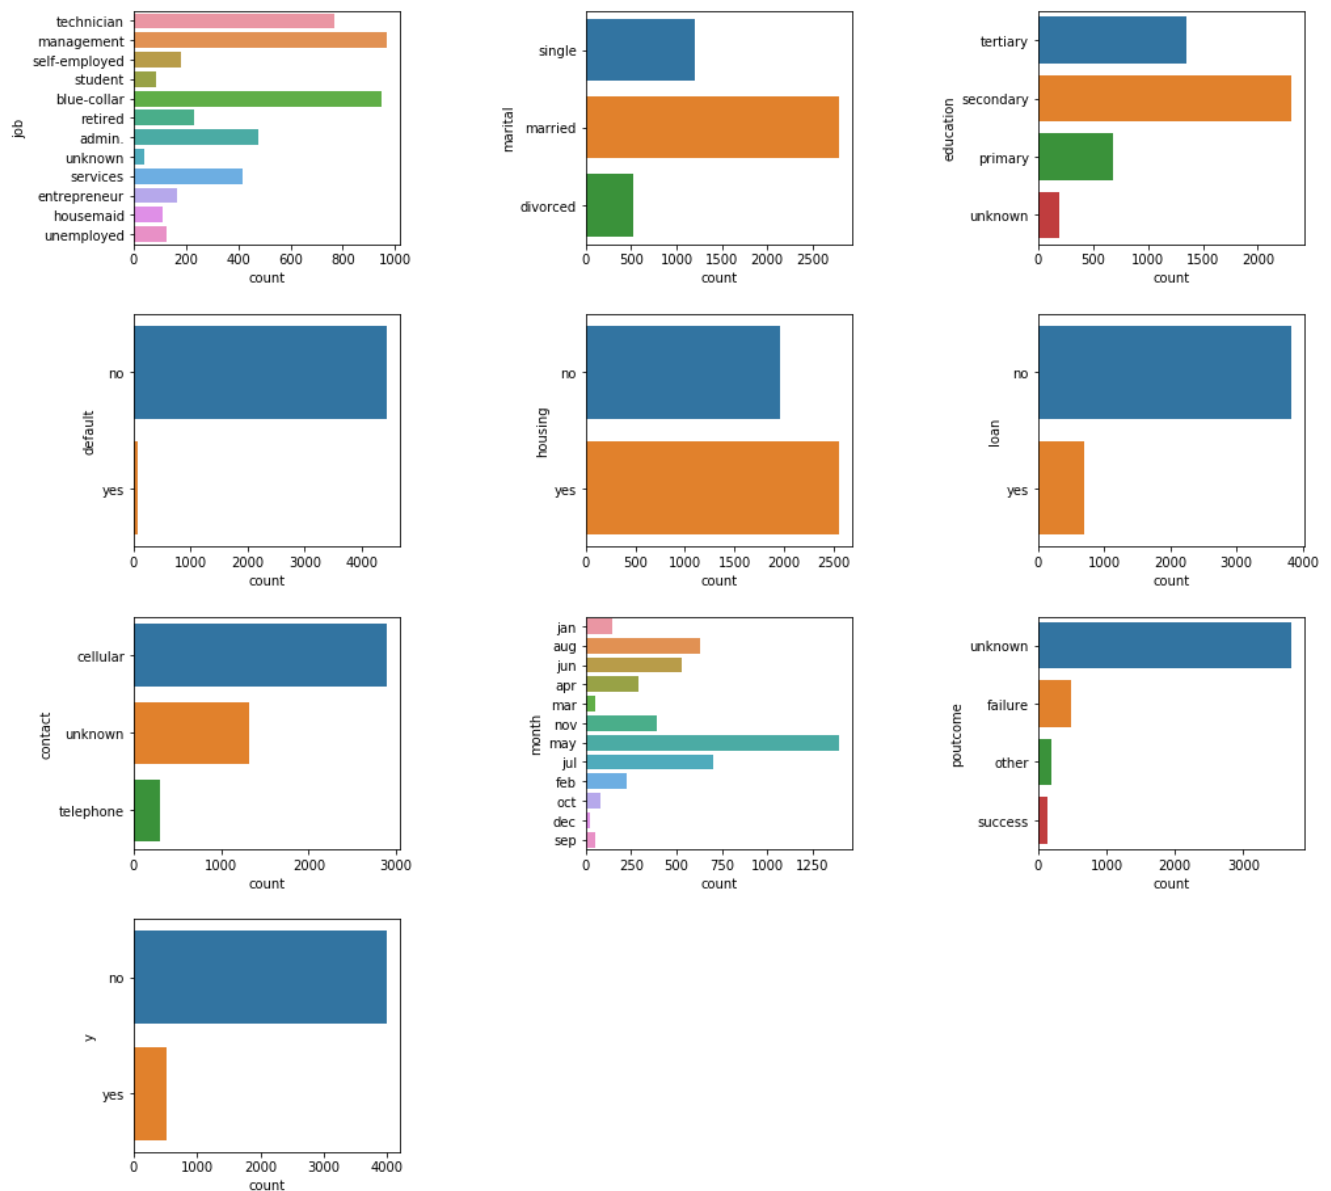 technician
management
self-employed
student
blue-collar
retired
admin.
unknown
services
entrepreneur
housemaid
unemployed
job
0 200 400 600 800 1000
count
single
married
divorced
marital
0 500 1000 1500 2000 2500
count
tertiary
secondary
primary
unknown
education
0 500 1000 1500 2000
count
no
yes
default
0 1000 2000 3000 4000
count
no
yes
housing
0 500 1000 1500 2000 2500
count
no
yes
loan
0 1000 2000 3000 4000
count
cellular
unknown
telephone
contact
0 1000 2000 3000
count
jan
aug
jun
apr
mar
nov
may
jul
feb
oct
dec
sep
month
0 250 500 750 1000 1250
count
unknown
failure
other
success
poutcome
0 1000 2000 3000
count
no
yes
y
0 1000 2000 3000 4000
count